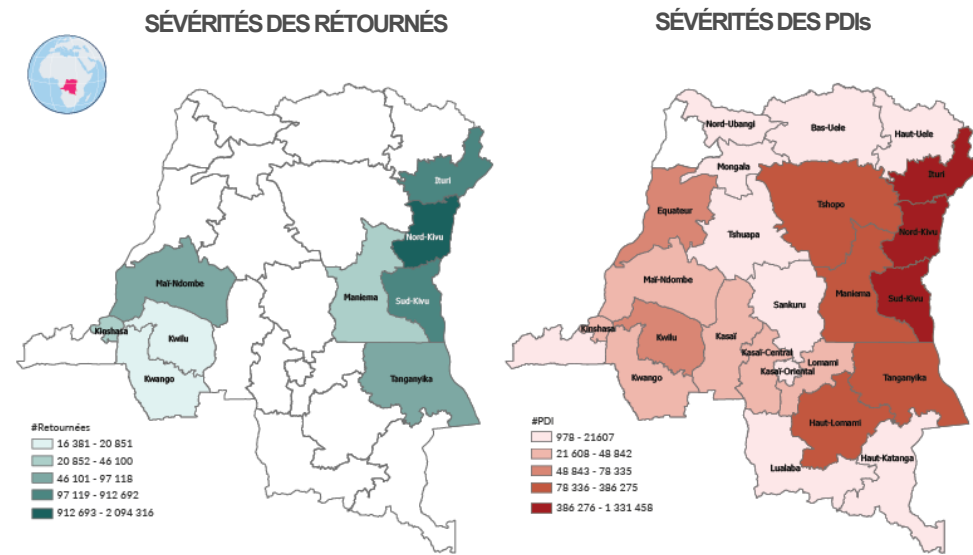 SÉVÉRITÉS DES RÉTOURNÉS
Ituri
Nord-Kivu
Maï-Ndombe
Maniema
Sud-Kivu
Kinshasa
Kwilu
Kwango
Tanganyika
#Retournées
16 381 - 20 851
20 852 - 46 100
46 101 - 97 118
97 119 - 912 692
912 693 - 2 094 316
SÉVÉRITÉS DES PDIs
Nord-Ubangi
Bas-Uele
Haut-Uele
Mongala
Ituri
Equateur
Tshopo
Tshuapa
Nord-Kivu
Maï-Ndombe
Maniema
Sud-Kivu
Sankuru
Kinshasa
Kwilu
Kasaï
Kasaï-Central
Lomami
Kasaï-Oriental
Kwango
Tanganyika
Haut-Lomami
Haut-Katanga
Lualaba
#PDI
978 - 21607
21 608 - 48 842
48 843 - 78 335
78 336 - 386 275
386 276 - 1 331 458